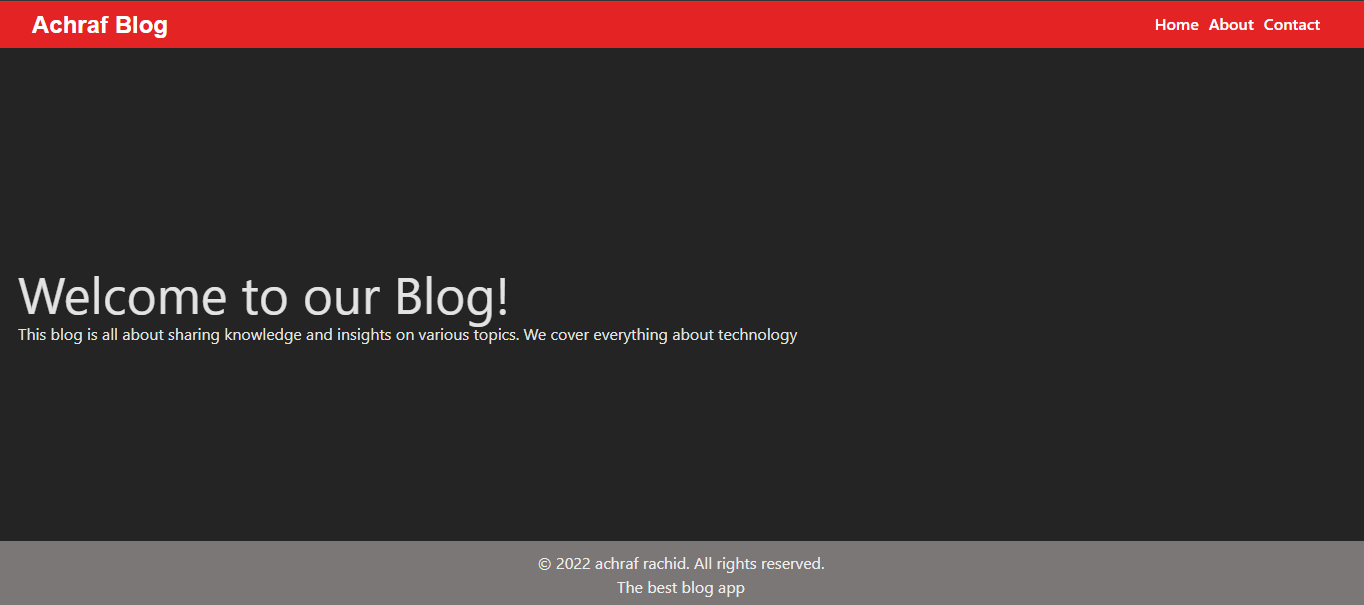 Achraf Blog
Home About Contact
Welcome to our Blog!
This blog is all about sharing knowledge and insights on various topics. We cover everything about technology
© 2022 achraf rachid. All rights reserved.
The best blog app